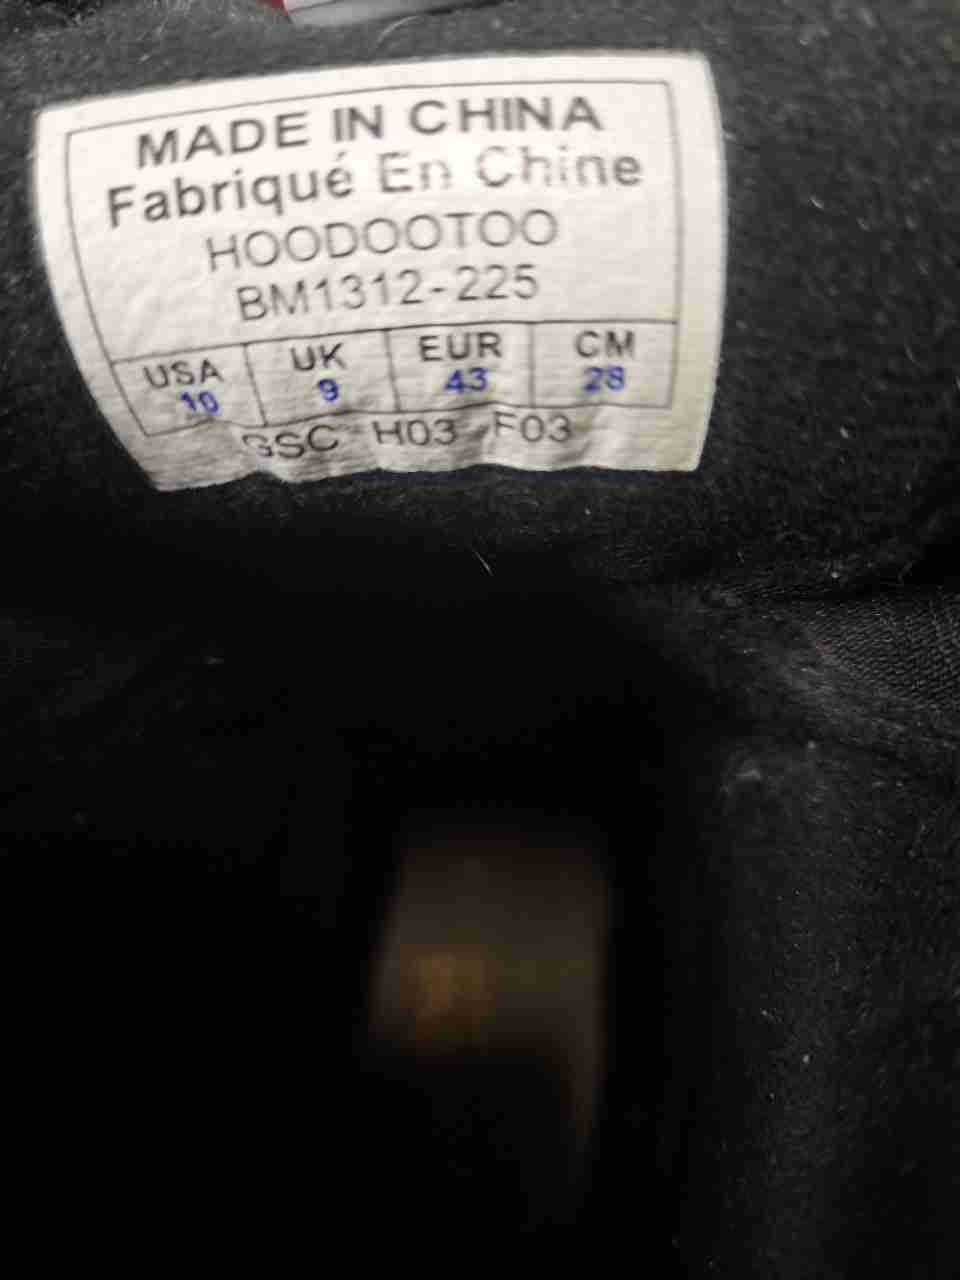 MADE IN CHINA
Fabriqué En Chine
HOODOOTOO
BM1312-225
USA UK EUR CM
10 9 43 28
GSC H03 F03